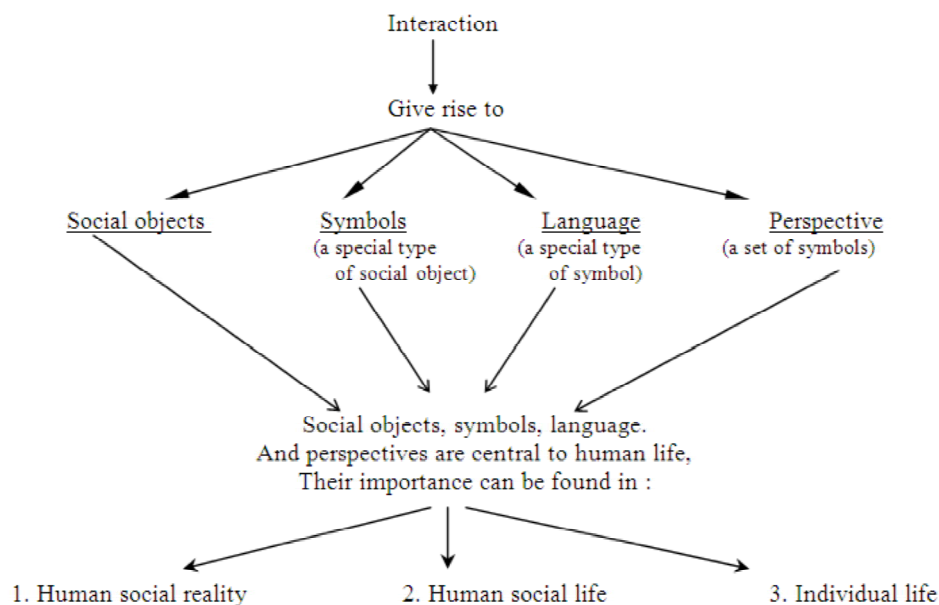 Interaction
Give rise to
Social objects
Symbols
(a special type
of social object)
Language
(a special type
of symbol)
Perspective
(a set of symbols)
Social objects, symbols, language.
And perspectives are central to human life,
Their importance can be found in :
1. Human social reality
2. Human social life
3. Individual life